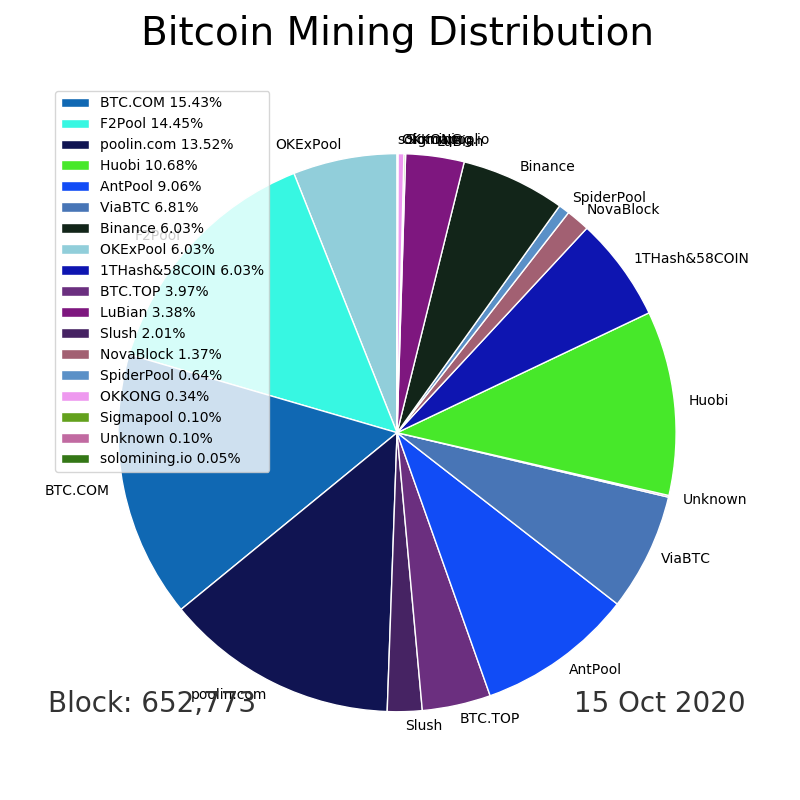 Bitcoin Mining Distribution
BTC.COM 15.43%
F2Pool 14.45%
poolin.com 13.52%
Huobi 10.68%
AntPool 9.06%
ViaBTC 6.81%
Binance 6.03%
OKExPool 6.03%
1THash&58COIN 6.03%
BTC.TOP 3.97%
LuBian 3.38%
Slush 2.01%
NovaBlock 1.37%
SpiderPool 0.64%
OKKONG 0.34%
Sigmapool 0.10%
Unknown 0.10%
solomining.io 0.05%
OKExPool
Binance
SpiderPool
NovaBlock
1THash&58COIN
F2Pool
Huobi
BTC.COM
Unknown
ViaBTC
AntPool
poolin.com
BTC.TOP
Slush
Block: 652,773
15 Oct 2020